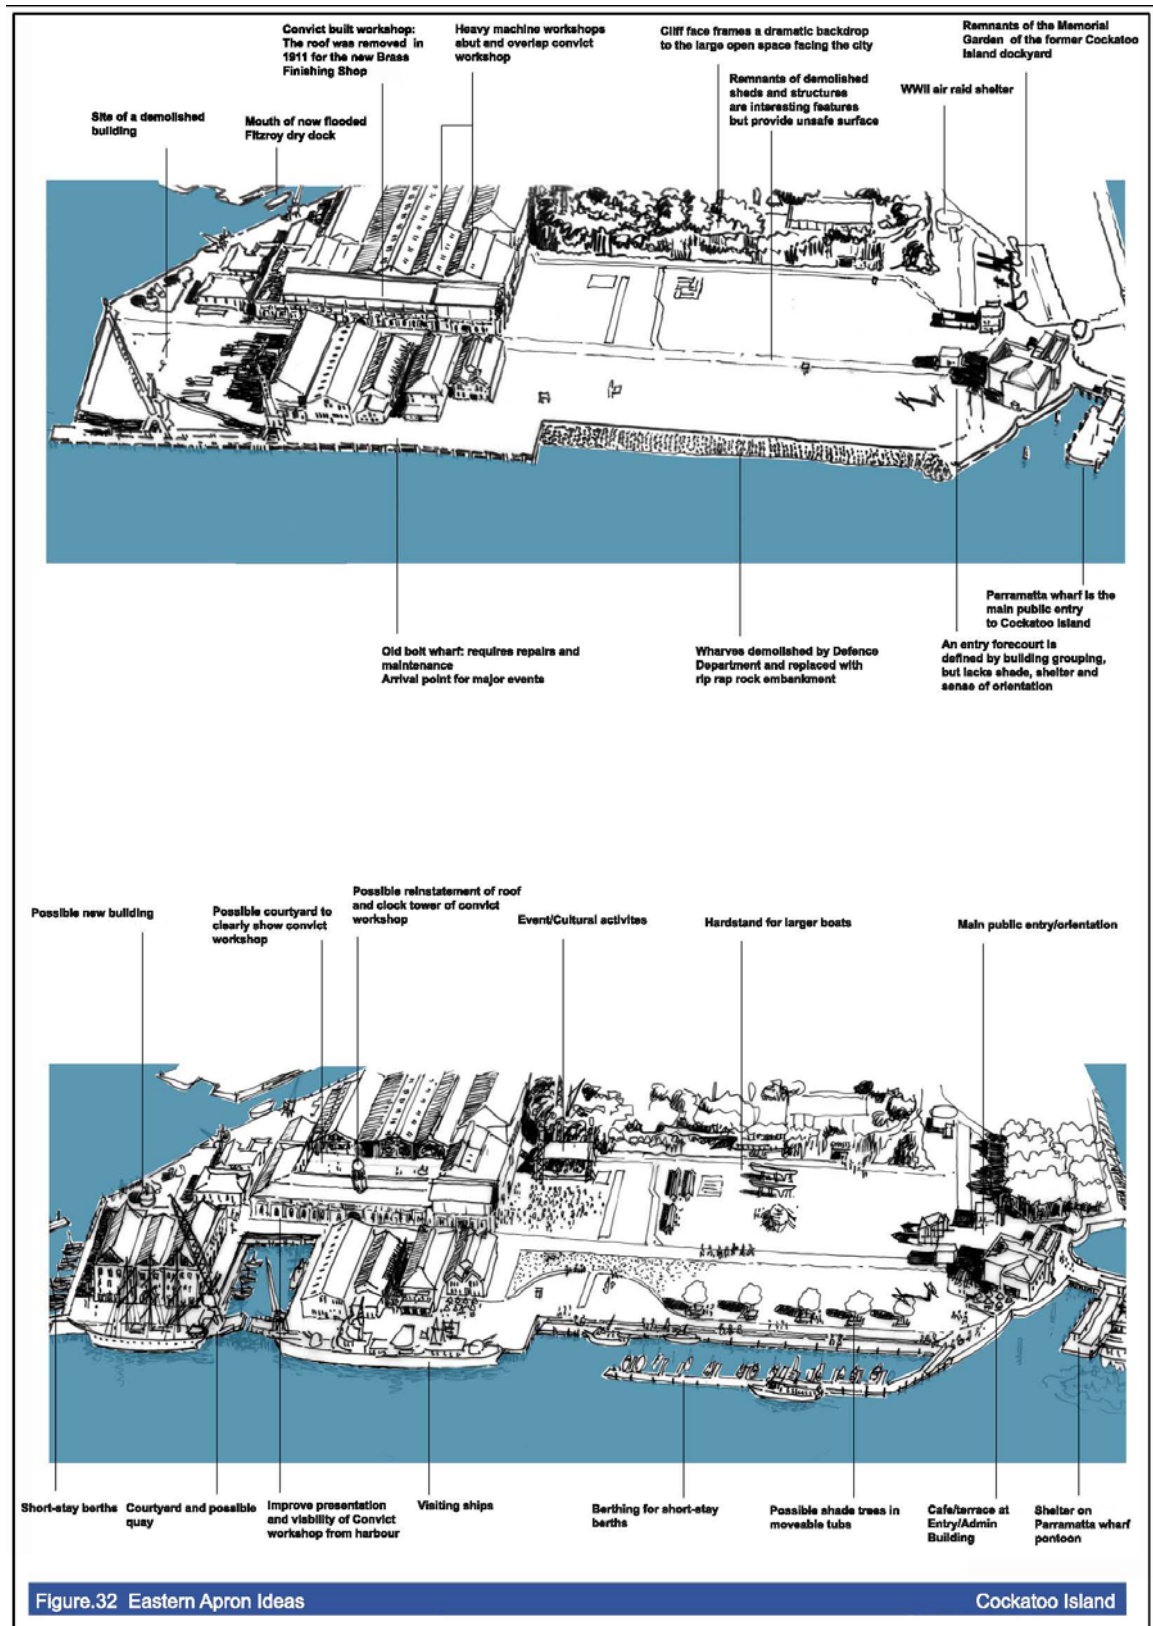 Convict built workshop:
The roof was removed in
1911 for the new Brass
Finishing Shop
Heavy machine workshops
abut and overlap convict
workshop
Cliff face frames a dramatic backdrop
to the large open space facing the city
Remnants of the Memorial
Garden of the former Cockatoo
Island dockyard
Remnants of demolished
sheds and structures
are interesting features
but provide unsafe surface
WWII air raid shelter
Site of a demolished
building
Mouth of now flooded
Fitzroy dry dock
Parramatta wharf is the
main public entry
to Cockatoo Island
Old bolt wharf: requires repairs and
maintenance
Arrival point for major events
Wharves demolished by Defence
Department and replaced with
rip rap rock embankment
An entry forecourt is
defined by building grouping,
but lacks shade, shelter and
sense of orientation
Possible new building
Possible courtyard to
clearly show convict
workshop
Possible reinstatement of roof
and clock tower of convict
workshop
Event/Cultural activites
Hardstand for larger boats
Main public entry/orientation
Short-stay berths
Courtyard and possible
quay
Improve presentation
and visbility of Convict
workshop from harbour
Visiting ships
Berthing for short-stay
berths
Possible shade trees in
moveable tubs
Cafe/terrace at
Entry/Admin
Building
Shelter on
Parramatta wharf
pontoon
Figure.32 Eastern Apron Ideas
Cockatoo Island